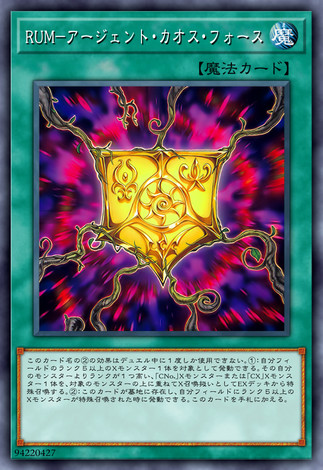 RUM－アージェント・カオス・フォース
魔
【魔法カード】
このカード名の②の効果はデュエル中に１度しか使用できない。①：自分フィ
ールドのランク５以上のXモンスター１体を対象として発動できる。その自分
のモンスターよりランクが１つ高い、「CNo.」Xモンスターまたは「CX」Xモンス
ター１体を、対象のモンスターの上に重ねてX召喚扱いとしてEXデッキから特
殊召喚する。②：このカードが墓地に存在し、自分フィールドにランク５以上の
Xモンスターが特殊召喚された時に発動できる。このカードを手札に加える。
94220427